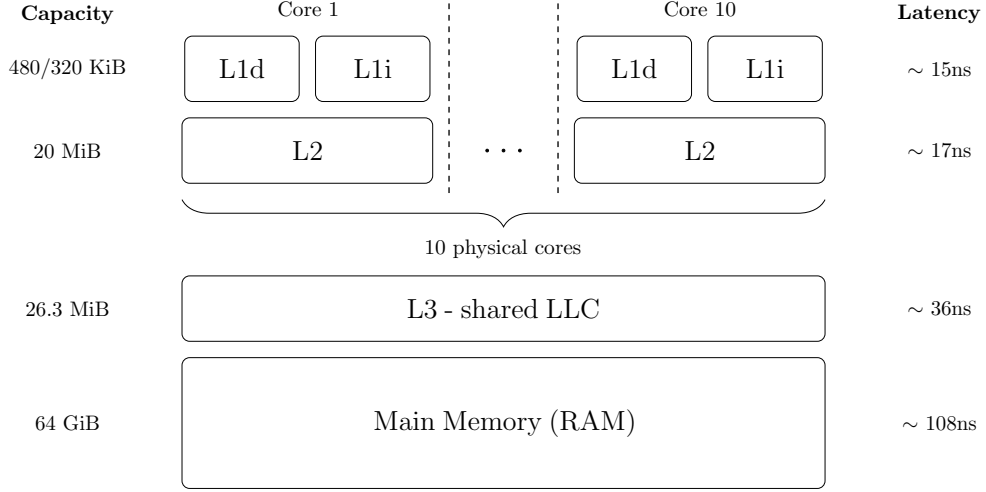 Capacity Core 1 Core 10 Latency
480/320 KiB L1d L1i L1d L1i ∼ 15ns
20 MiB L2 · · · L2 ∼ 17ns
10 physical cores
26.3 MiB L3 - shared LLC ∼ 36ns
64 GiB Main Memory (RAM) ∼ 108ns